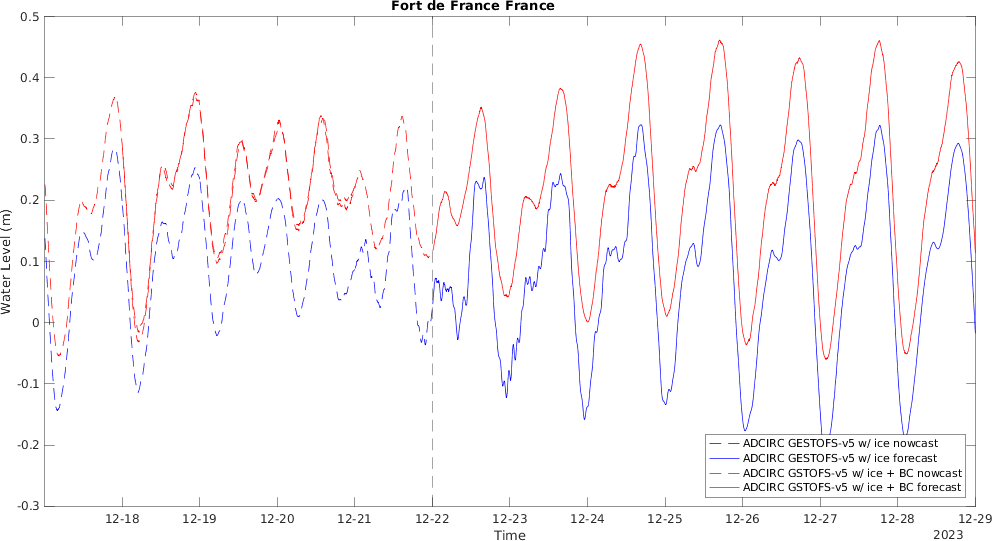 Fort de France France
0.5
0.4
0.3
0.2
0.1
0
-0.1
-0.2
-0.3
Water Level (m)
ADCIRC GESTOFS-v5 w/ ice nowcast
ADCIRC GESTOFS-v5 w/ ice forecast
ADCIRC GSTOFS-v5 w/ ice + BC nowcast
ADCIRC GSTOFS-v5 w/ ice + BC forecast
12-18 12-19 12-20 12-21 12-22 12-23 12-24 12-25 12-26 12-27 12-28 12-29
Time
2023